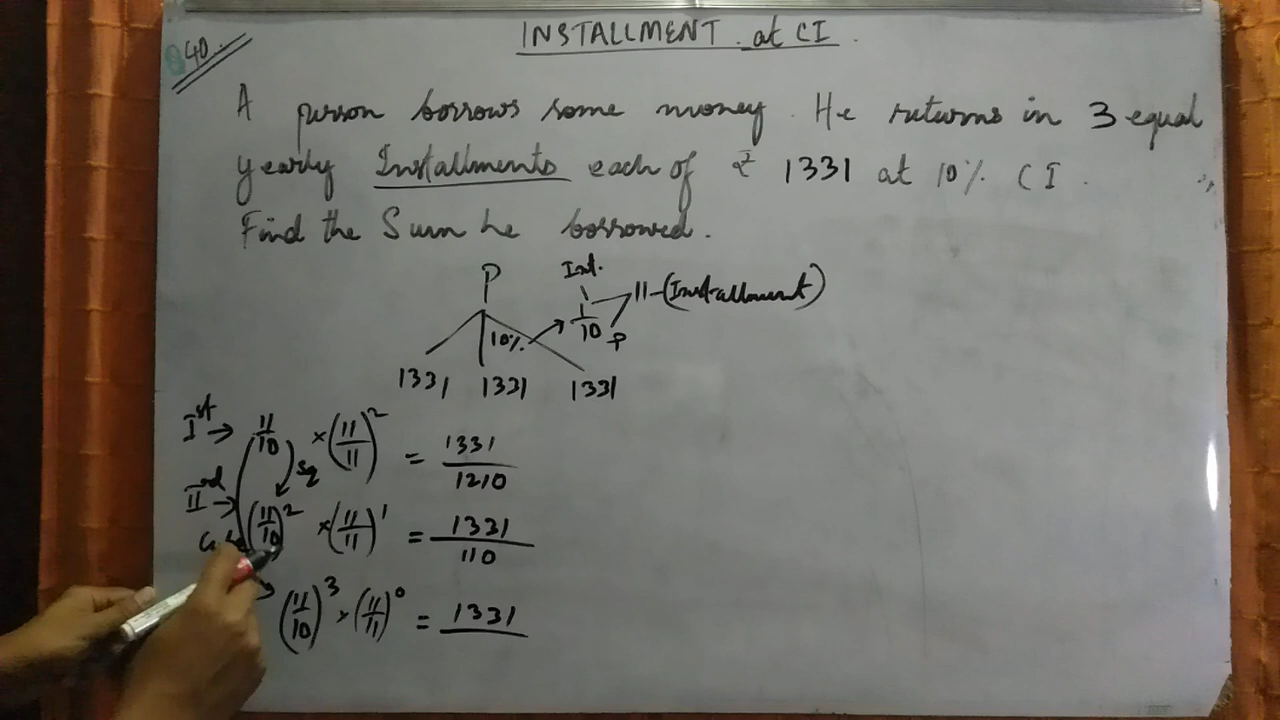 40.
INSTALLMENT at CI.
A person borrows some money. He returns in 3 equal
yearly Installments each of ₹ 1331 at 10% CI.
Find the Sum he borrowed.
P
Int.
1/10
11-(Installment)
P
10%
1331 1331 1331
Ist → 11/10 × (11/11)² = 1331/1210
Sq
IInd → (11/10)² × (11/11)¹ = 1331/110
(11/10)³ × (11/11)⁰ = 1331